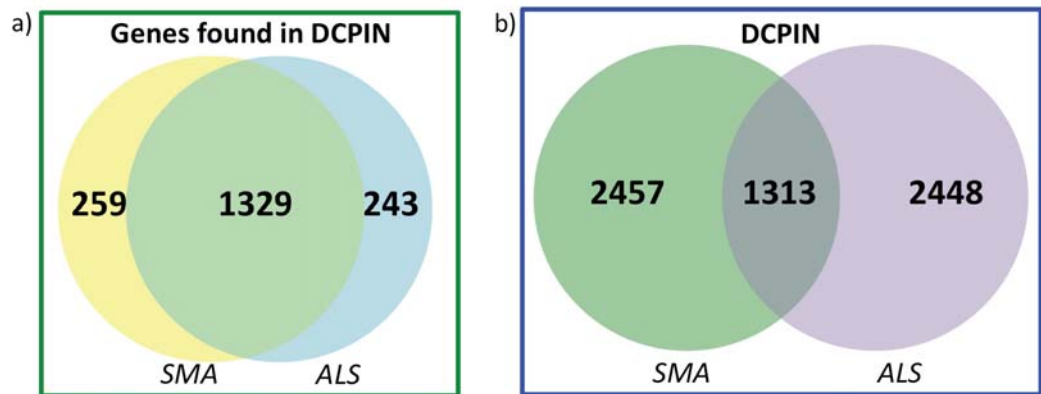 a)
Genes found in DCPIN
259
1329
243
SMA
ALS
b)
DCPIN
2457
1313
2448
SMA
ALS